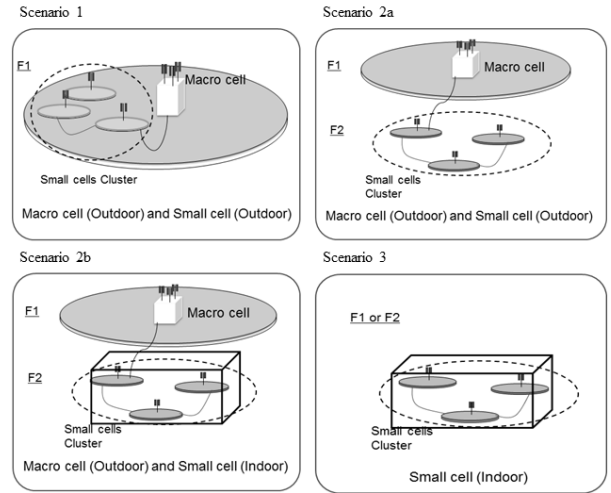 Scenario 1
F1
Macro cell
Small cells Cluster
Macro cell (Outdoor) and Small cell (Outdoor)
Scenario 2a
F1
Macro cell
F2
Small cells
Cluster
Macro cell (Outdoor) and Small cell (Outdoor)
Scenario 2b
F1
Macro cell
F2
Small cells
Cluster
Macro cell (Outdoor) and Small cell (Indoor)
Scenario 3
F1 or F2
Small cells
Cluster
Small cell (Indoor)